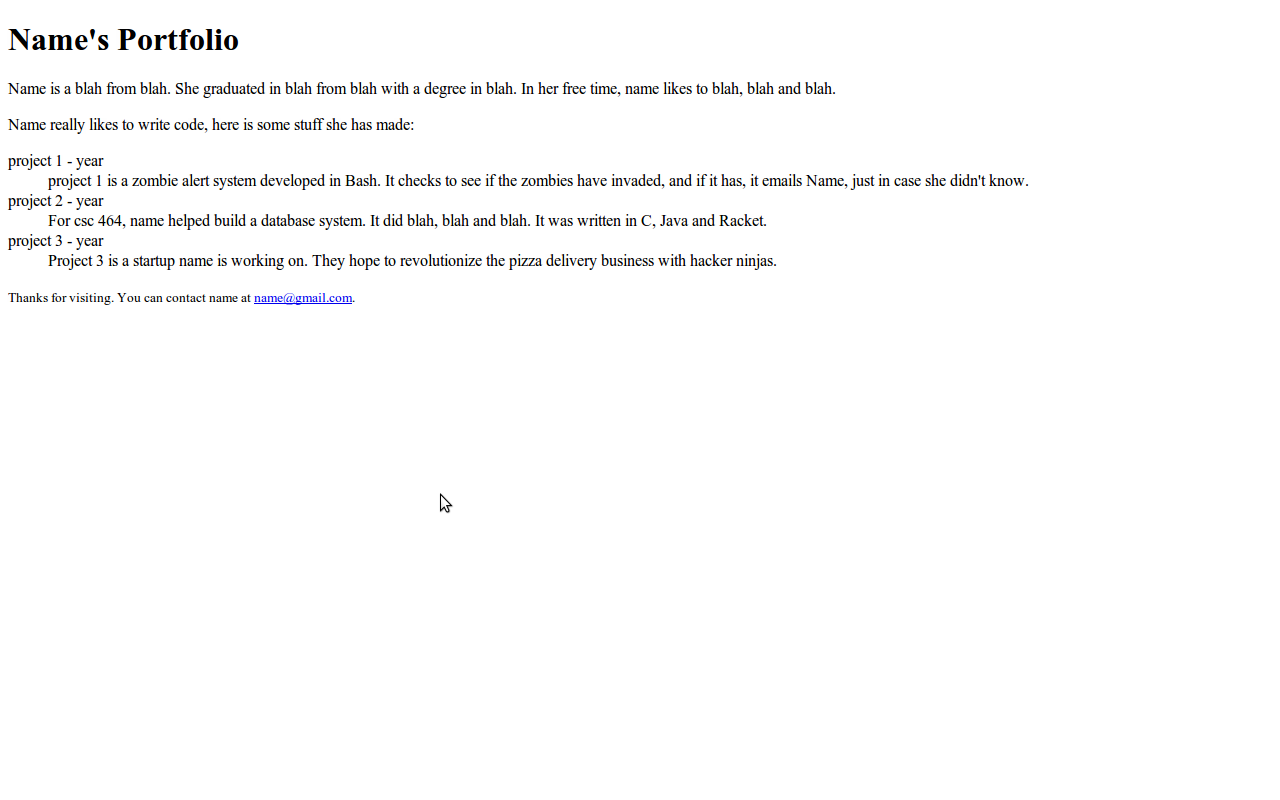 Name's Portfolio
Name is a blah from blah. She graduated in blah from blah with a degree in blah. In her free time, name likes to blah, blah and blah.
Name really likes to write code, here is some stuff she has made:
project 1 - year
project 1 is a zombie alert system developed in Bash. It checks to see if the zombies have invaded, and if it has, it emails Name, just in case she didn't know.
project 2 - year
For csc 464, name helped build a database system. It did blah, blah and blah. It was written in C, Java and Racket.
project 3 - year
Project 3 is a startup name is working on. They hope to revolutionize the pizza delivery business with hacker ninjas.
Thanks for visiting. You can contact name at name@gmail.com.